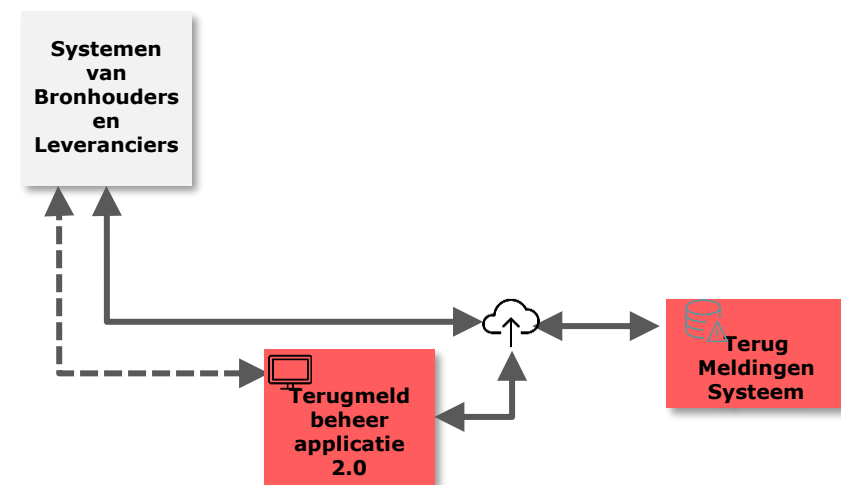 Systemen
van
Bronhouders
en
Leveranciers
Terugmeld
beheer
applicatie
2.0
Terug
Meldingen
Systeem